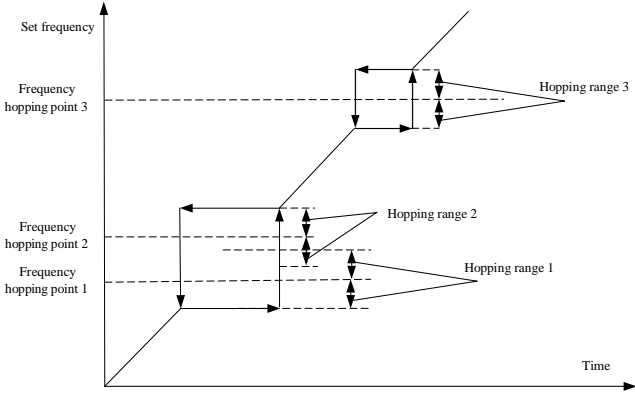 Set frequency
Frequency
hopping point 3
Hopping range 3
Frequency
hopping point 2
Hopping range 2
Frequency
hopping point 1
Hopping range 1
Time